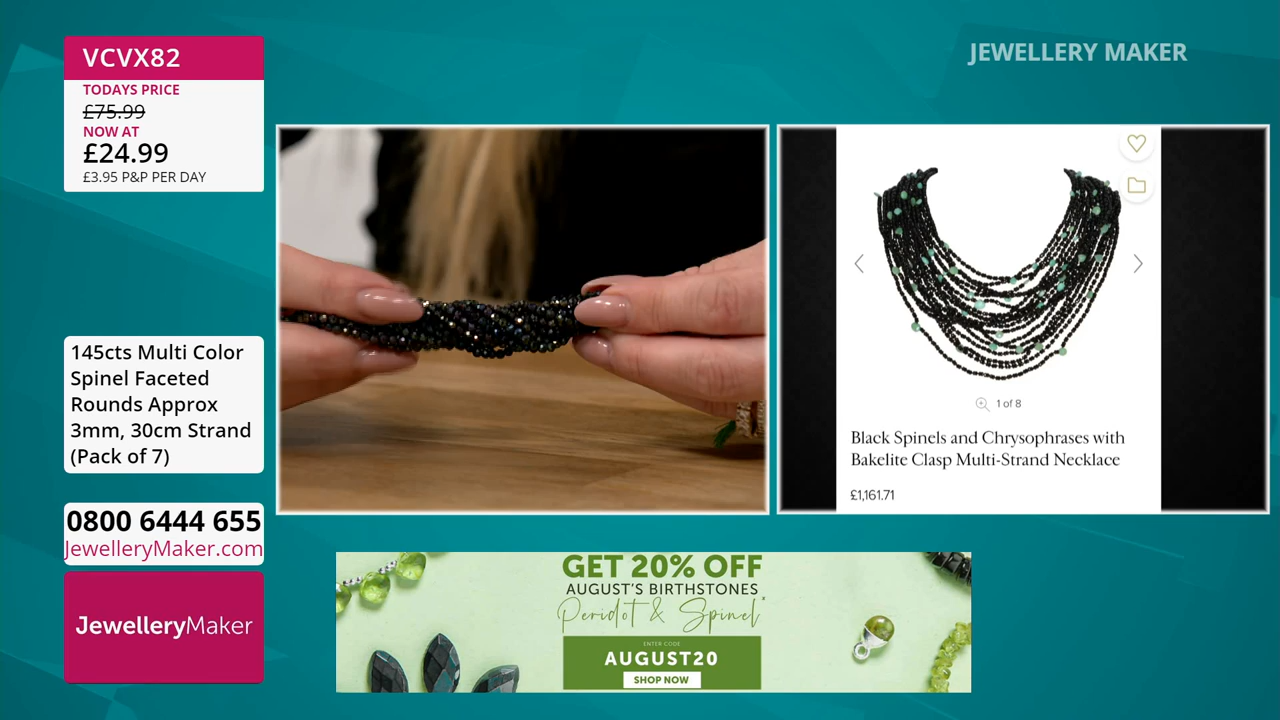 VCVX82
TODAYS PRICE
£75.99
NOW AT
£24.99
£3.95 P&P PER DAY
JEWELLERY MAKER
145cts Multi Color
Spinel Faceted
Rounds Approx
3mm, 30cm Strand
(Pack of 7)
0800 6444 655
JewelleryMaker.com
JewelleryMaker
1 of 8
Black Spinels and Chrysophrases with
Bakelite Clasp Multi-Strand Necklace
£1,161.71
GET 20% OFF
AUGUST'S BIRTHSTONES
Peridot & Spinel*
ENTER CODE
AUGUST20
SHOP NOW